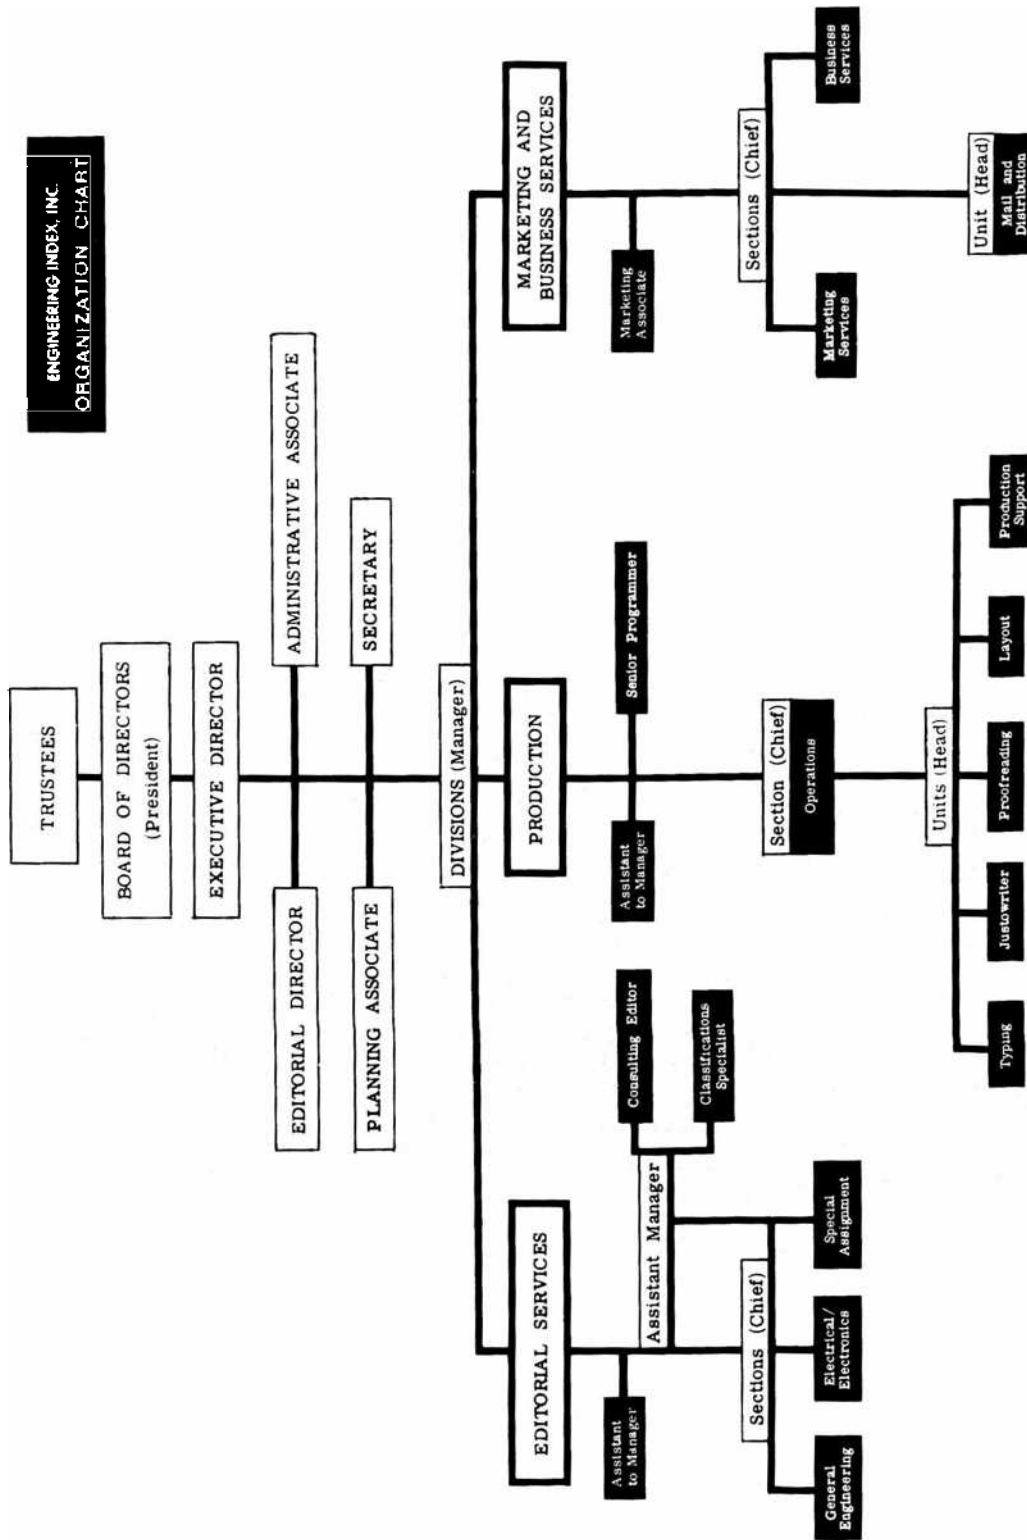 ENGINEERING INDEX, INC.
ORGANIZATION CHART
TRUSTEES
BOARD OF DIRECTORS
(President)
EXECUTIVE DIRECTOR
EDITORIAL DIRECTOR
ADMINISTRATIVE ASSOCIATE
PLANNING ASSOCIATE
SECRETARY
DIVISIONS (Manager)
EDITORIAL SERVICES
PRODUCTION
MARKETING AND
BUSINESS SERVICES
Assistant
to Manager
Assistant Manager
Consulting Editor
Classifications
Specialist
Sections (Chief)
General
Engineering
Electrical/
Electronics
Special
Assignment
Assistant
to Manager
Senior Programmer
Section (Chief)
Operations
Units (Head)
Typing
Justowriter
Proofreading
Layout
Production
Support
Marketing
Associate
Sections (Chief)
Marketing
Services
Business
Services
Unit (Head)
Mail and
Distribution